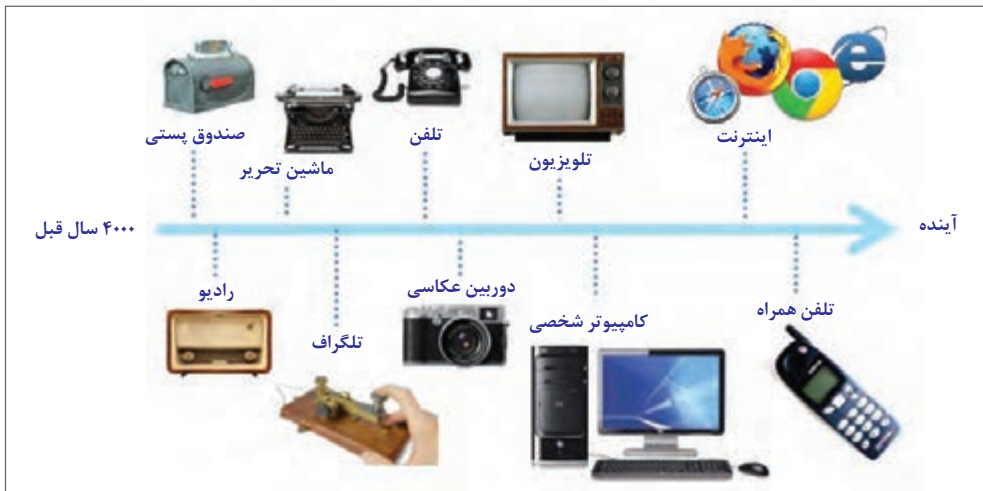 صندوق پستی
ماشین تحریر
تلفن
تلویزیون
اینترنت
۴۰۰۰ سال قبل
آینده
رادیو
تلگراف
دوربین عکاسی
کامپیوتر شخصی
تلفن همراه